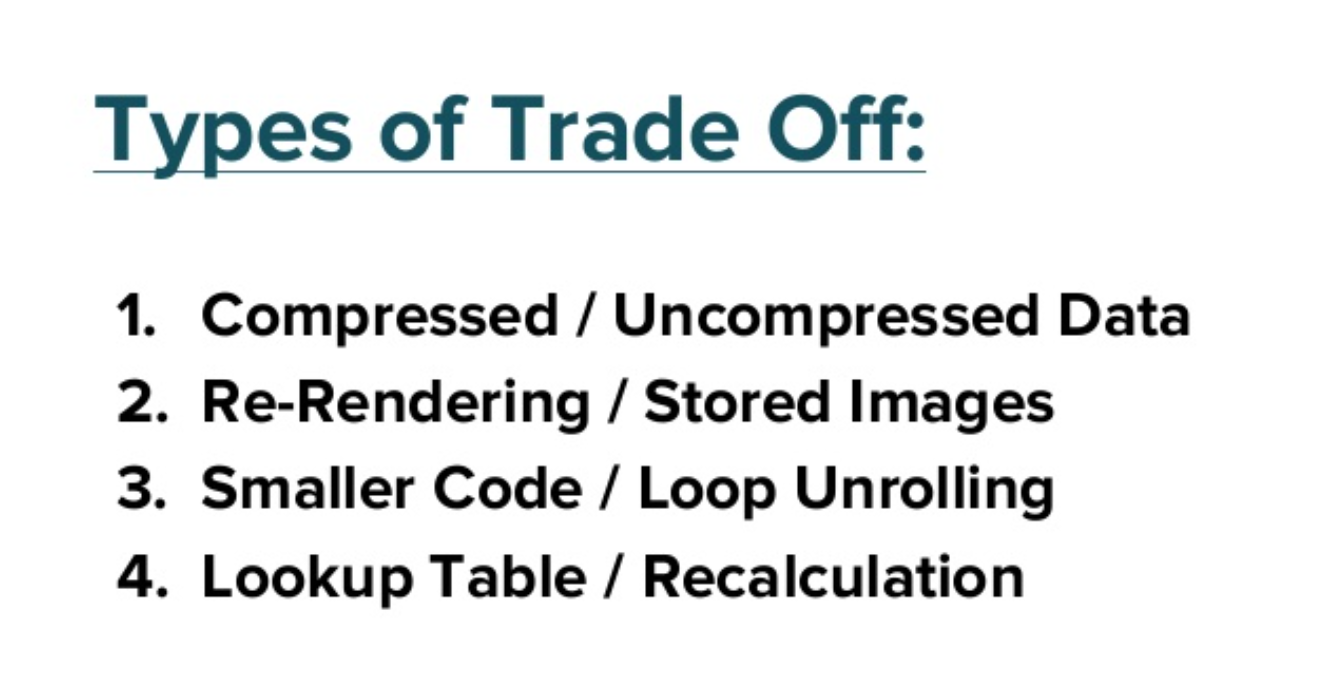 Types of Trade Off:
1. Compressed / Uncompressed Data
2. Re-Rendering / Stored Images
3. Smaller Code / Loop Unrolling
4. Lookup Table / Recalculation